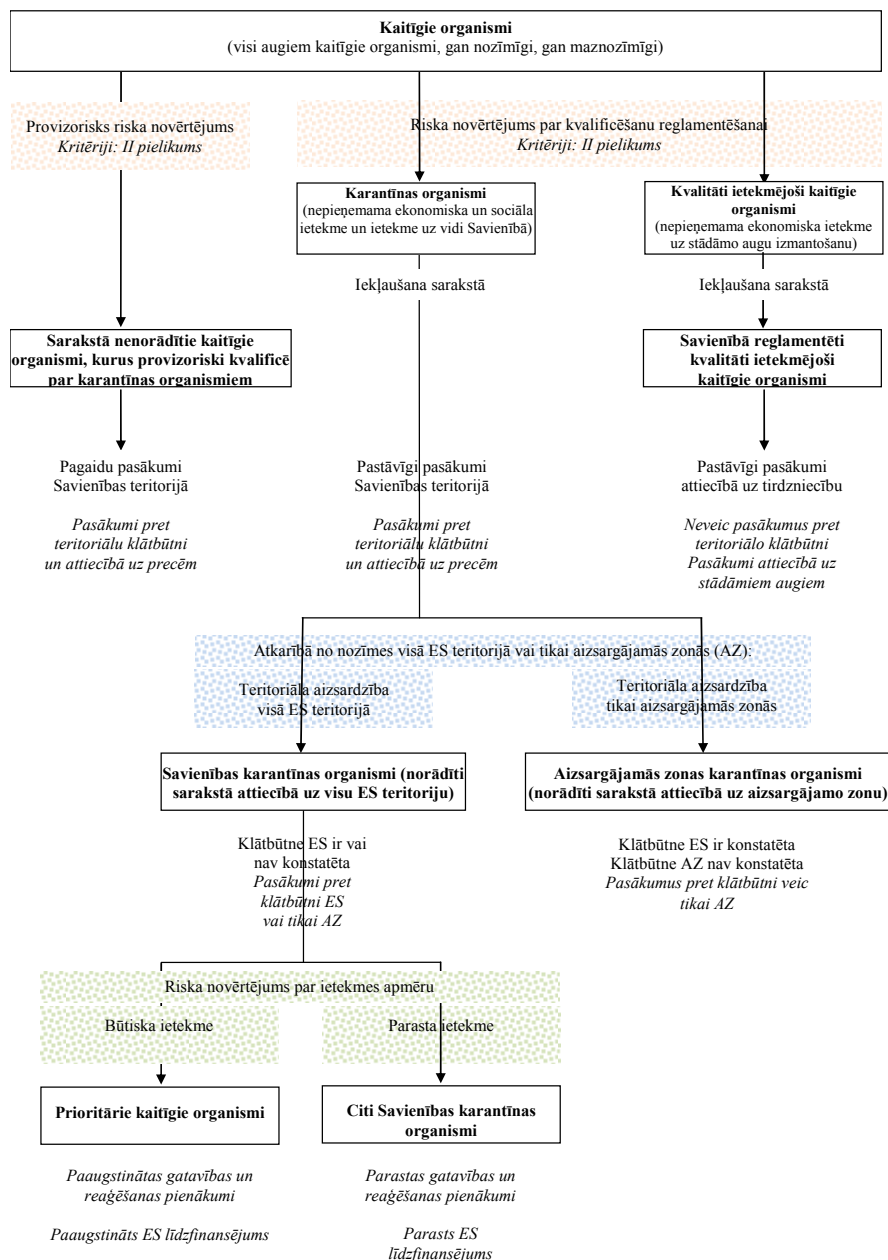 Kaitīgie organismi
(visi augiem kaitīgie organismi, gan nozīmīgi, gan maznozīmīgi)
Provizorisks riska novērtējums
Kritēriji: II pielikums
Riska novērtējums par kvalificēšanu reglamentēšanai
Kritēriji: II pielikums
Karantīnas organismi
(nepieņemama ekonomiska un sociāla
ietekme un ietekme uz vidi Savienībā)
Kvalitāti ietekmējoši kaitīgie
organismi
(nepieņemama ekonomiska ietekme
uz stādāmo augu izmantošanu)
Iekļaušana sarakstā
Iekļaušana sarakstā
Sarakstā nenorādītie kaitīgie
organismi, kurus provizoriski kvalificē
par karantīnas organismiem
Savienībā reglamentēti
kvalitāti ietekmējoši
kaitīgie organismi
Pagaidu pasākumi
Savienības teritorijā
Pasākumi pret
teritoriālu klātbūtni
un attiecībā uz precēm
Pastāvīgi pasākumi
Savienības teritorijā
Pasākumi pret
teritoriālu klātbūtni
un attiecībā uz precēm
Pastāvīgi pasākumi
attiecībā uz tirdzniecību
Neveic pasākumus pret
teritoriālo klātbūtni
Pasākumi attiecībā uz
stādāmiem augiem
Atkarībā no nozīmes visā ES teritorijā vai tikai aizsargājamās zonās (AZ):
Teritoriāla aizsardzība
visā ES teritorijā
Teritoriāla aizsardzība
tikai aizsargājamās zonās
Savienības karantīnas organismi (norādīti
sarakstā attiecībā uz visu ES teritoriju)
Aizsargājamās zonas karantīnas organismi
(norādīti sarakstā attiecībā uz aizsargājamo zonu)
Klātbūtne ES ir vai
nav konstatēta
Pasākumi pret
klātbūtni ES
vai tikai AZ
Klātbūtne ES ir konstatēta
Klātbūtne AZ nav konstatēta
Pasākumus pret klātbūtni veic
tikai AZ
Riska novērtējums par ietekmes apmēru
Būtiska ietekme
Parasta ietekme
Prioritārie kaitīgie organismi
Citi Savienības karantīnas
organismi
Paaugstinātas gatavības un
reaģēšanas pienākumi
Paaugstināts ES līdzfinansējums
Parastas gatavības un
reaģēšanas pienākumi
Parasts ES
līdzfinansējums